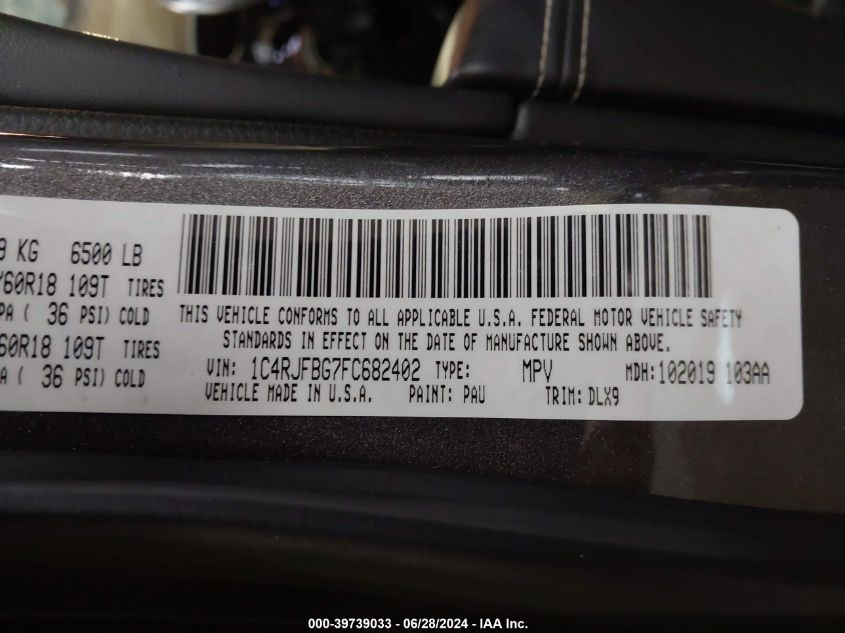 9 KG 6500 LB
/60R18 109T TIRES
PA ( 36 PSI) COLD
60R18 109T TIRES
A ( 36 PSI) COLD
THIS VEHICLE CONFORMS TO ALL APPLICABLE U.S.A. FEDERAL MOTOR VEHICLE SAFETY
STANDARDS IN EFFECT ON THE DATE OF MANUFACTURE SHOWN ABOVE.
VIN: 1C4RJFBG7FC682402 TYPE: MPV MDH:102019 103AA
VEHICLE MADE IN U.S.A. PAINT: PAU TRIM: DLX9
000-39739033 - 06/28/2024 - IAA Inc.